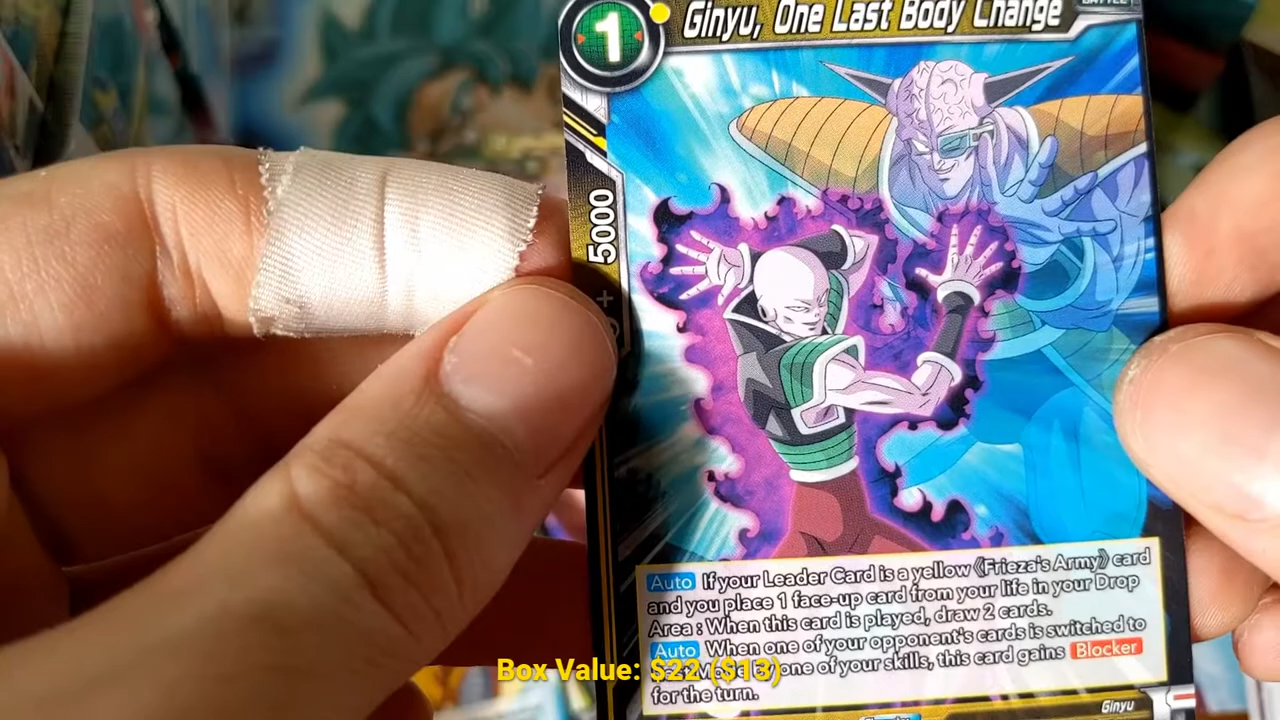 1
Ginyu, One Last Body Change
BATTLE
5000
+
Auto If your Leader Card is a yellow 《Frieza's Army》 card
and you place 1 face-up card from your life in your Drop
Area : When this card is played, draw 2 cards.
Auto When one of your opponent's cards is switched to
one of your skills, this card gains Blocker
for the turn.
Box Value: $22 ($13)
Ginyu